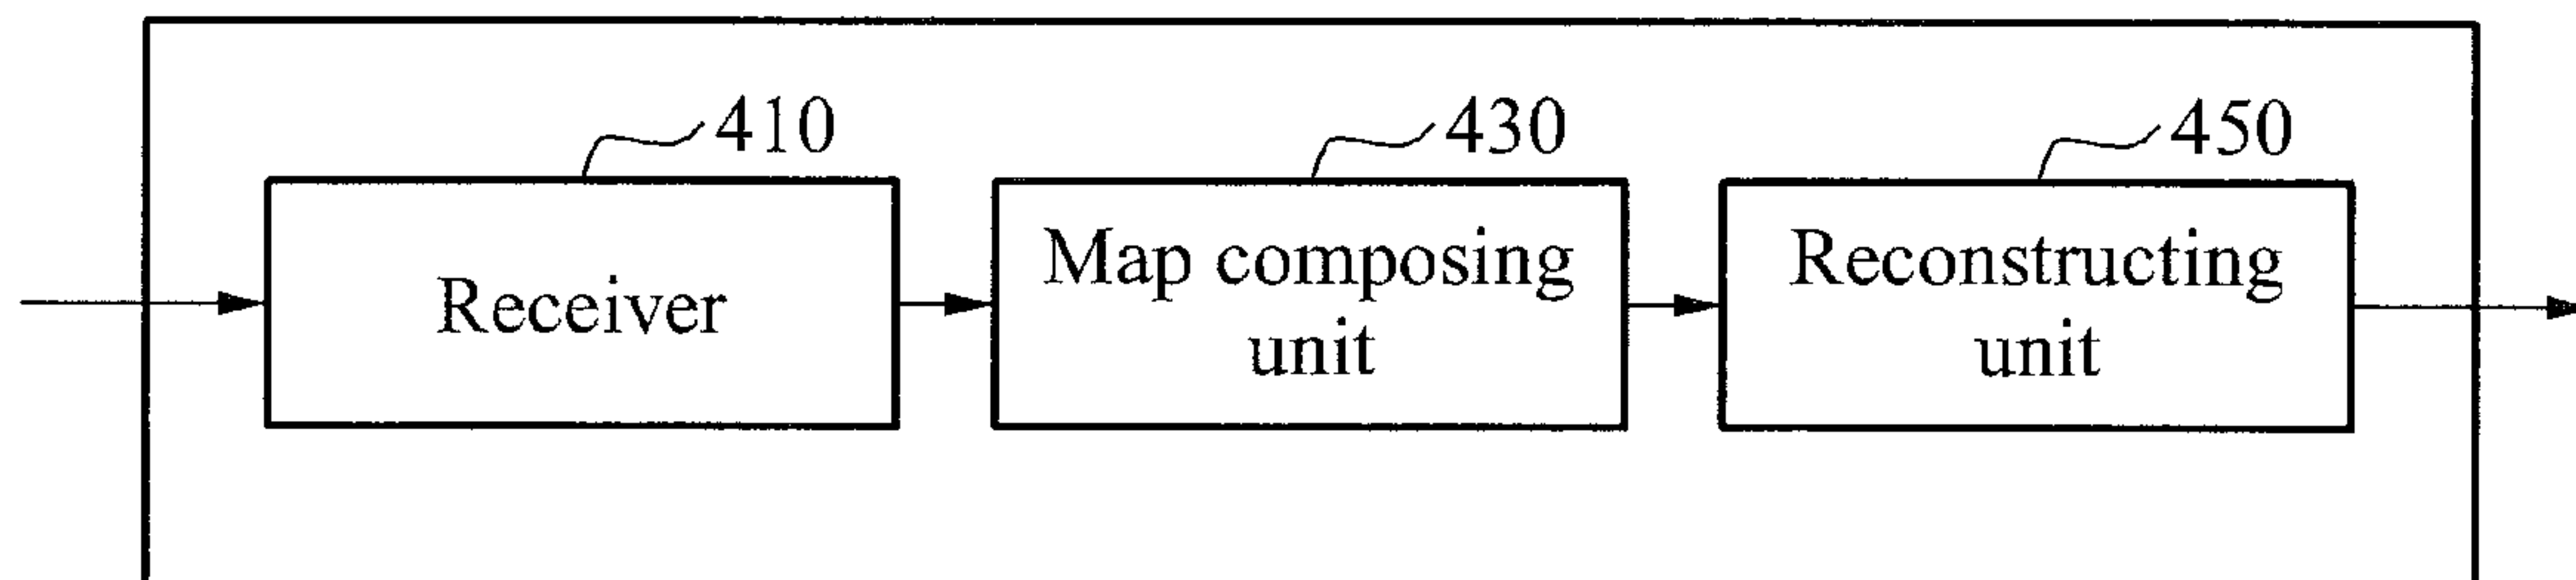 410
430
450
Receiver
Map composing
unit
Reconstructing
unit